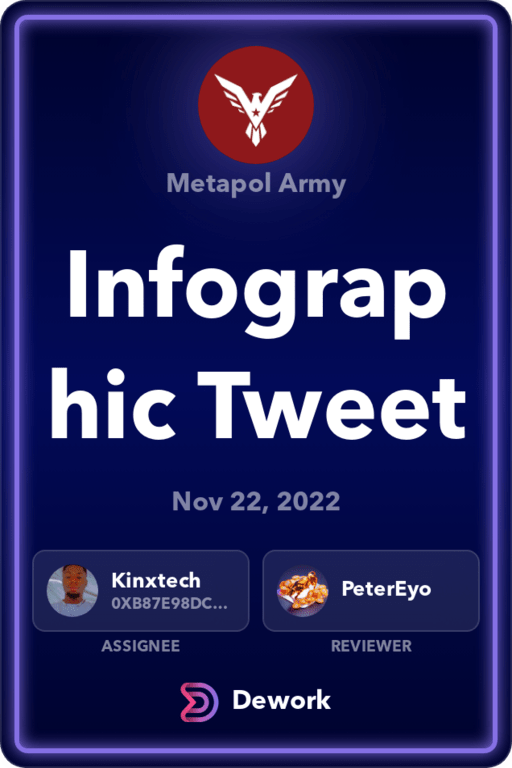 Metapol Army
Infograp
hic Tweet
Nov 22, 2022
Kinxtech
0XB87E98DC...
ASSIGNEE
PeterEyo
REVIEWER
Dework